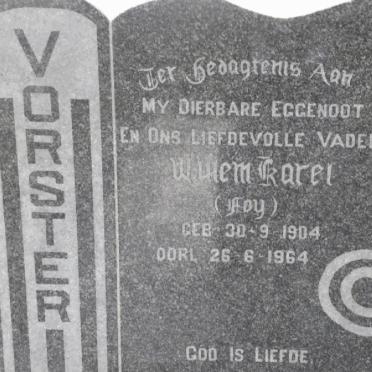 VORSTER
Ter Gedagtenis Aan
MY DIERBARE EGGENOOT
EN ONS LIEFDEVOLLE VADER
Willem Karel
GEB 30-9-1904
OORL 26-6-1964
GOD IS LIEFDE